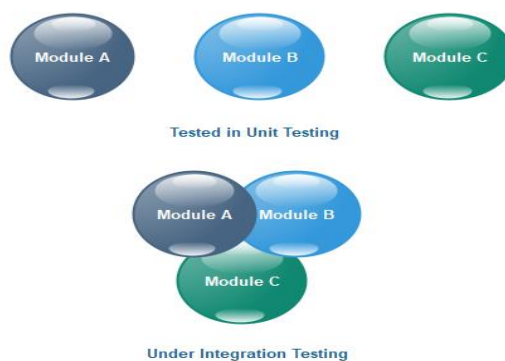 Module A Module B Module C
Tested in Unit Testing
Module A Module B
Module C
Under Integration Testing